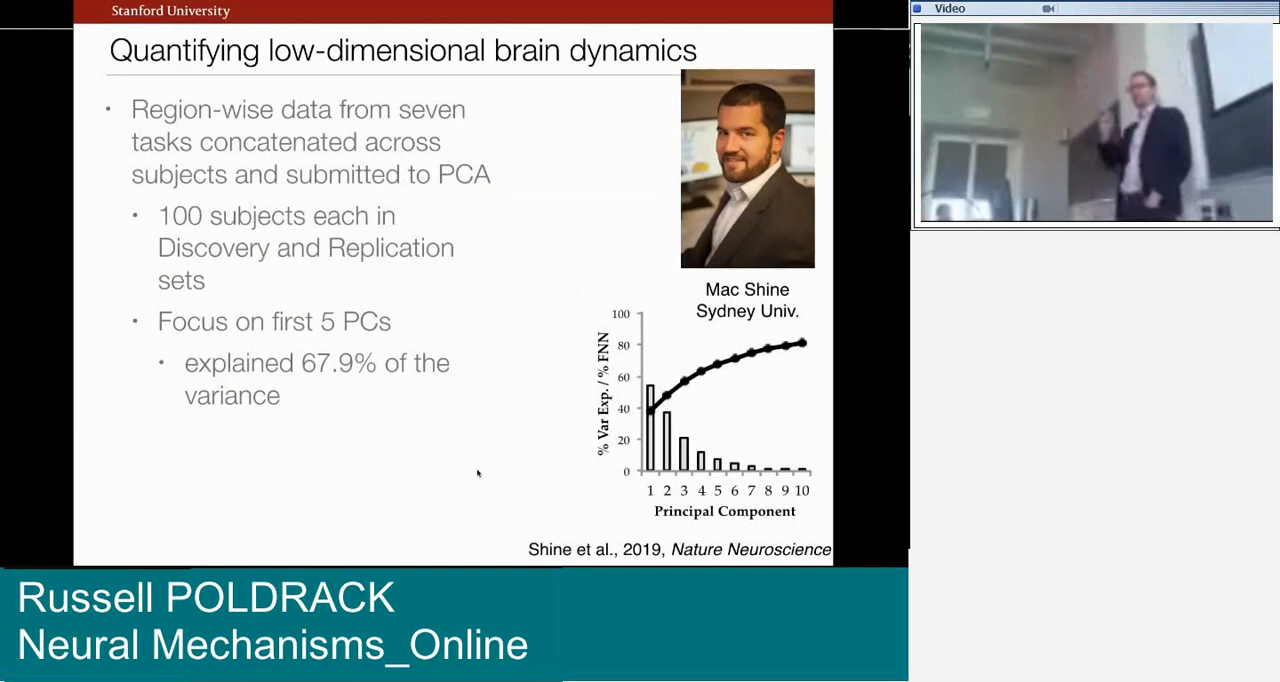 Stanford University
Video
Quantifying low-dimensional brain dynamics
• Region-wise data from seven
tasks concatenated across
subjects and submitted to PCA
• 100 subjects each in
Discovery and Replication
sets
• Focus on first 5 PCs
• explained 67.9% of the
variance
Mac Shine
Sydney Univ.
% Var Exp. / % FNN
100
80
60
40
20
0
1 2 3 4 5 6 7 8 9 10
Principal Component
Shine et al., 2019, Nature Neuroscience
Russell POLDRACK
Neural Mechanisms_Online